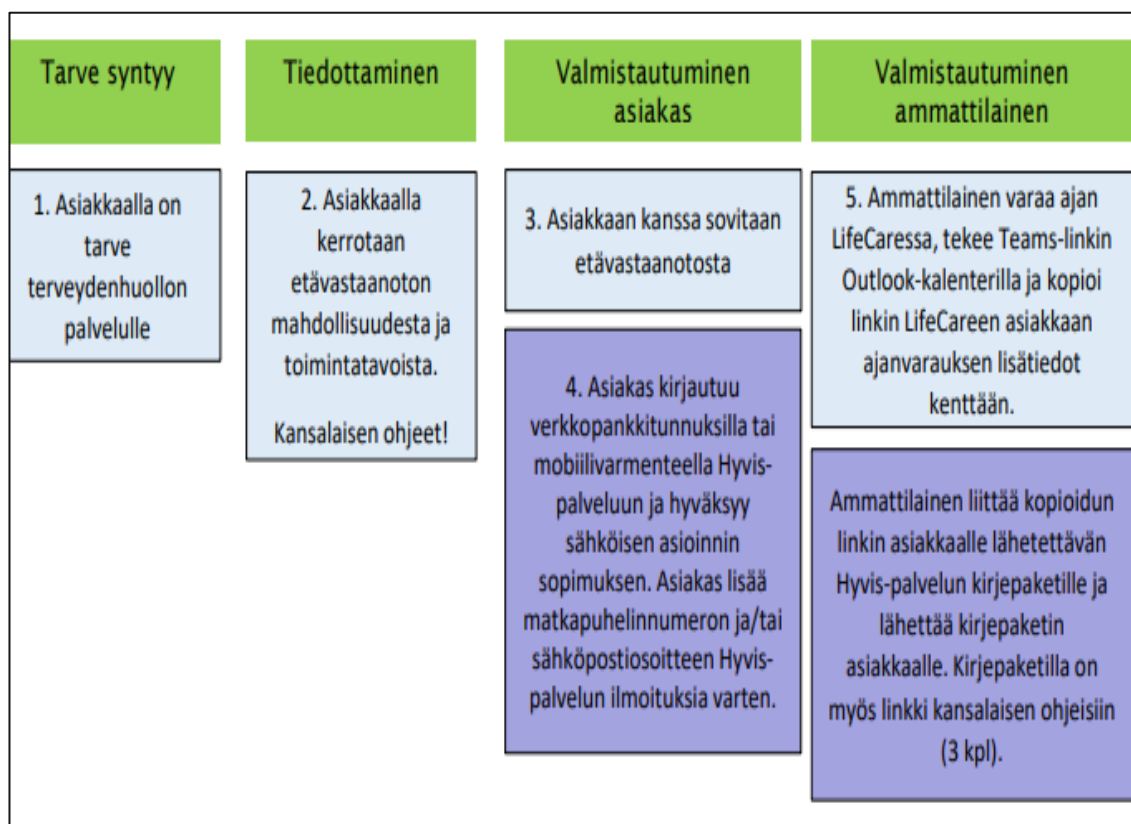 Tarve syntyy
1. Asiakkaalla on
tarve
terveydenhuollon
palvelulle
Tiedottaminen
2. Asiakkaalla
kerrotaan
etävastaanoton
mahdollisuudesta ja
toimintatavoista.
Kansalaisen ohjeet!
Valmistautuminen
asiakas
3. Asiakkaan kanssa sovitaan
etävastaanotosta
4. Asiakas kirjautuu
verkkopankkitunnuksilla tai
mobiilivarmenteella Hyvis-
palveluun ja hyväksyy
sähköisen asioinnin
sopimuksen. Asiakas lisää
matkapuhelinnumeron ja/tai
sähköpostiosoitteen Hyvis-
palvelun ilmoituksia varten.
Valmistautuminen
ammattilainen
5. Ammattilainen varaa ajan
LifeCaressa, tekee Teams-linkin
Outlook-kalenterilla ja kopioi
linkin LifeCareen asiakkaan
ajanvarauksen lisätiedot
kenttään.
Ammattilainen liittää kopioidun
linkin asiakkaalle lähetettävän
Hyvis-palvelun kirjepaketille ja
lähettää kirjepaketin
asiakkaalle. Kirjepaketilla on
myös linkki kansalaisen ohjeisiin
(3 kpl).